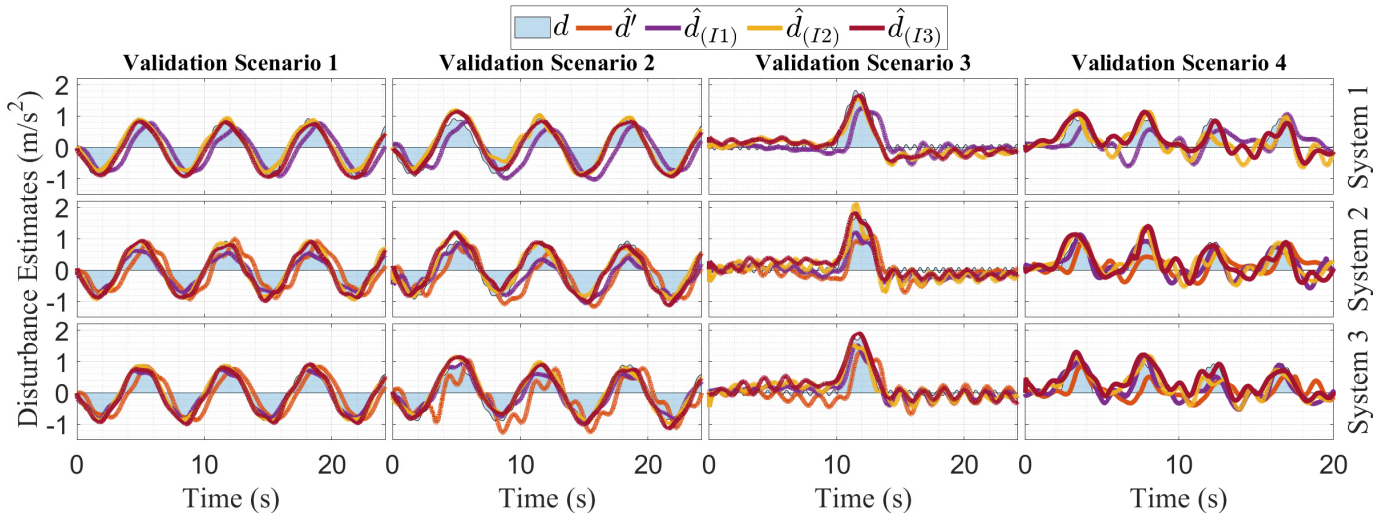 d d̂′ d̂(I1) d̂(I2) d̂(I3)
Validation Scenario 1 Validation Scenario 2 Validation Scenario 3 Validation Scenario 4
Disturbance Estimates (m/s²)
2
1
0
-1
System 1
2
1
0
-1
System 2
2
1
0
-1
System 3
0 10 20 0 10 20 0 10 20 0 10 20
Time (s) Time (s) Time (s) Time (s)